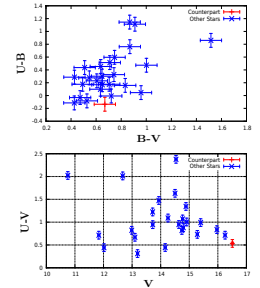 1.4
1.2
1
0.8
0.6
0.4
0.2
0
-0.2
-0.4
U-B
Counterpart
Other Stars
0.2 0.4 0.6 0.8 1 1.2 1.4 1.6 1.8
B-V
2.5
2
1.5
1
0.5
0
U-V
Counterpart
Other Stars
10 11 12 13 14 15 16 17
V